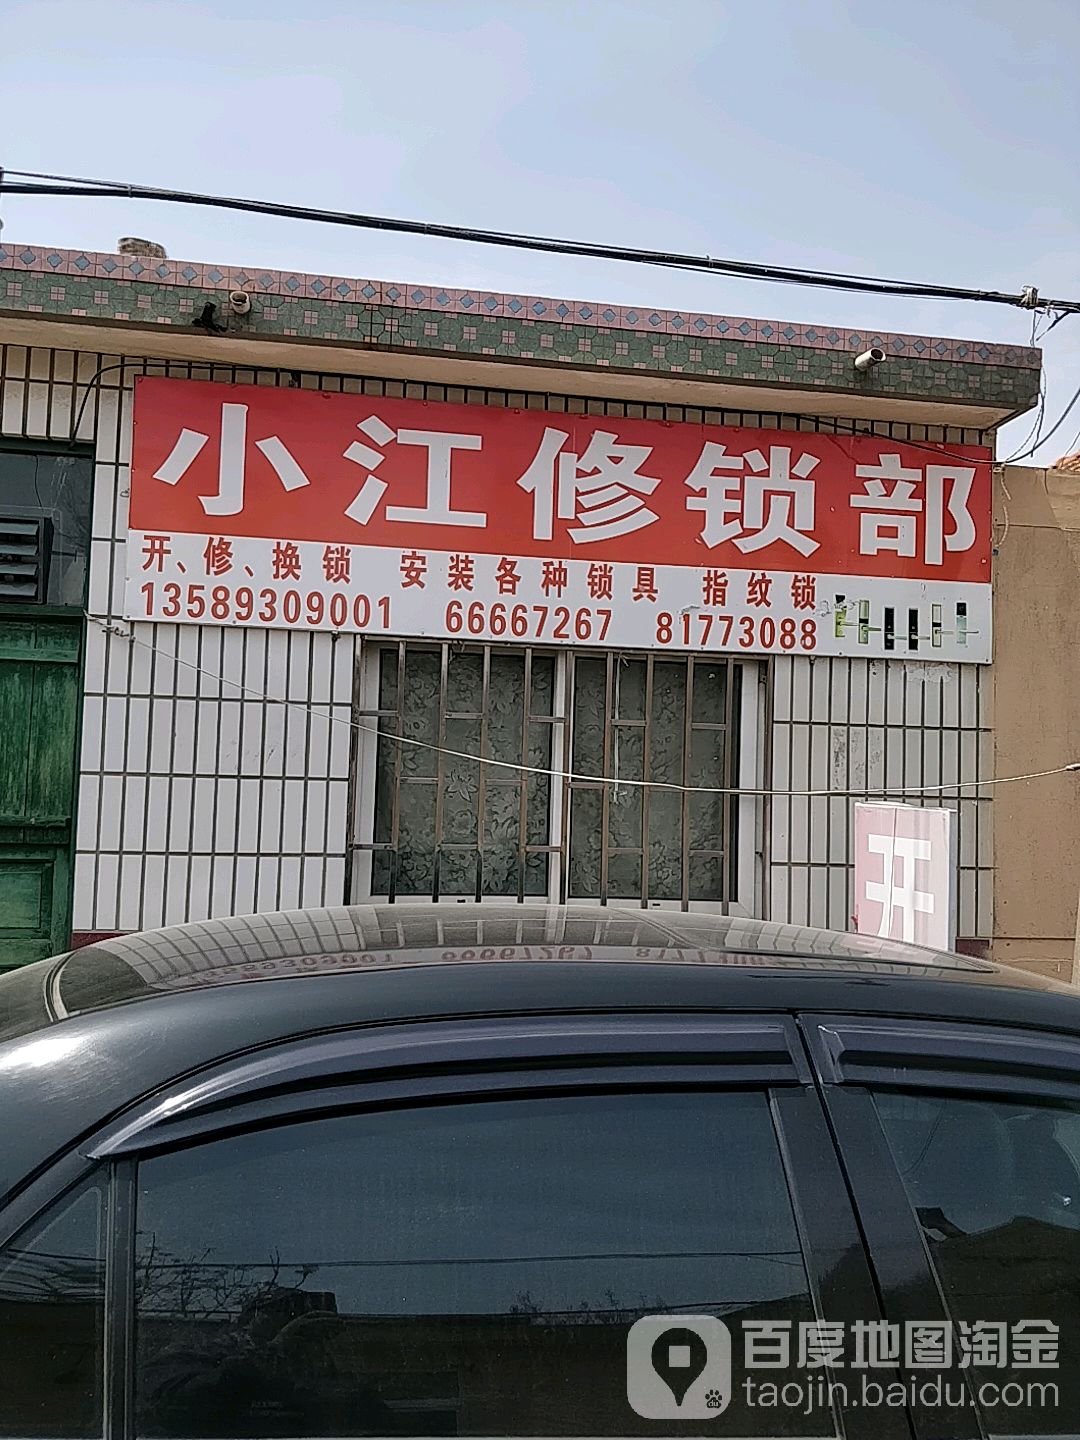 小江修锁部
开、修、换锁 安装各种锁具 指纹锁
13589309001 66667267 81773088
开
百度地图淘金
taojin.baidu.com